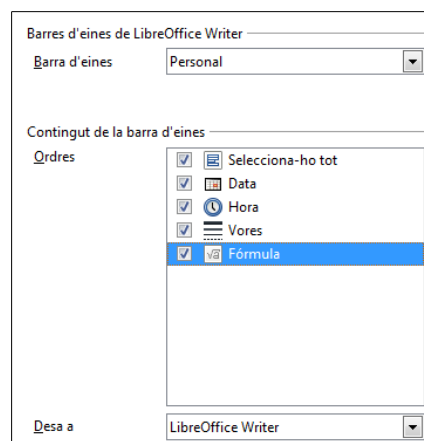 Barres d'eines de LibreOffice Writer
Barra d'eines Personal
Contingut de la barra d'eines
Ordres
Selecciona-ho tot
Data
Hora
Vores
Fórmula
Desa a LibreOffice Writer